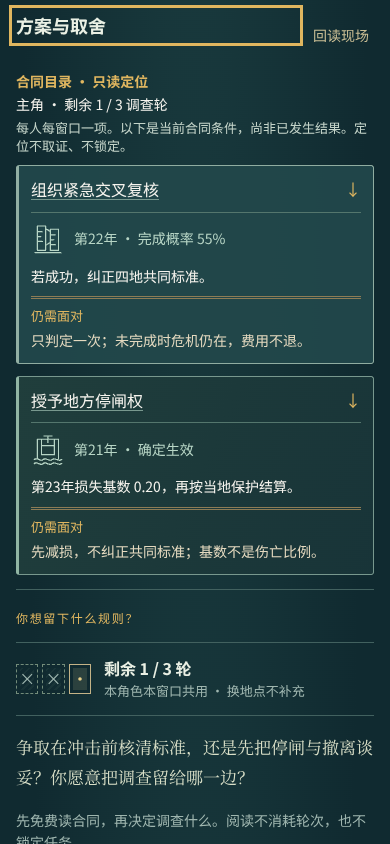 方案与取舍
回读现场
合同目录 · 只读定位
主角 · 剩余 1 / 3 调查轮
每人每窗口一项。以下是当前合同条件，尚非已发生结果。定
位不取证、不锁定。
组织紧急交叉复核 ↓
第22年 · 完成概率 55%
若成功，纠正四地共同标准。
仍需面对
只判定一次；未完成时危机仍在，费用不退。
授予地方停闸权 ↓
第21年 · 确定生效
第23年损失基数 0.20，再按当地保护结算。
仍需面对
先减损，不纠正共同标准；基数不是伤亡比例。
你想留下什么规则？
剩余 1 / 3 轮
本角色本窗口共用 · 换地点不补充
争取在冲击前核清标准，还是先把停闸与撤离谈
妥？你愿意把调查留给哪一边？
先免费读合同，再决定调查什么。阅读不消耗轮次，也不
锁定任务